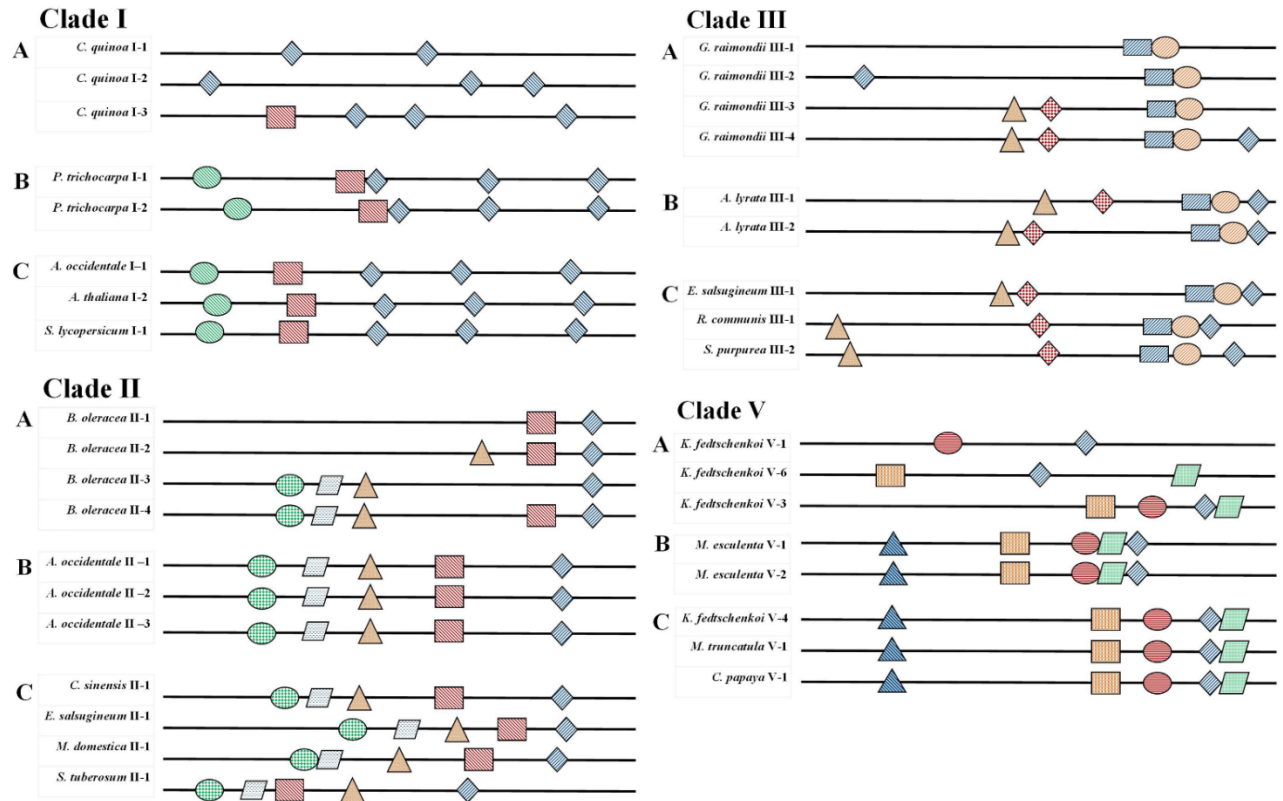 Clade I
A
C. quinoa I-1
C. quinoa I-2
C. quinoa I-3
B
P. trichocarpa I-1
P. trichocarpa I-2
C
A. occidentale I–1
A. thaliana I-2
S. lycopersicum I-1
Clade II
A
B. oleracea II-1
B. oleracea II-2
B. oleracea II-3
B. oleracea II-4
B
A. occidentale II –1
A. occidentale II –2
A. occidentale II –3
C
C. sinensis II-1
E. salsugineum II-1
M. domestica II-1
S. tuberosum II-1
Clade III
A
G. raimondii III-1
G. raimondii III-2
G. raimondii III-3
G. raimondii III-4
B
A. lyrata III-1
A. lyrata III-2
C
E. salsugineum III-1
R. communis III-1
S. purpurea III-2
Clade V
A
K. fedtschenkoi V-1
K. fedtschenkoi V-6
K. fedtschenkoi V-3
B
M. esculenta V-1
M. esculenta V-2
C
K. fedtschenkoi V-4
M. truncatula V-1
C. papaya V-1